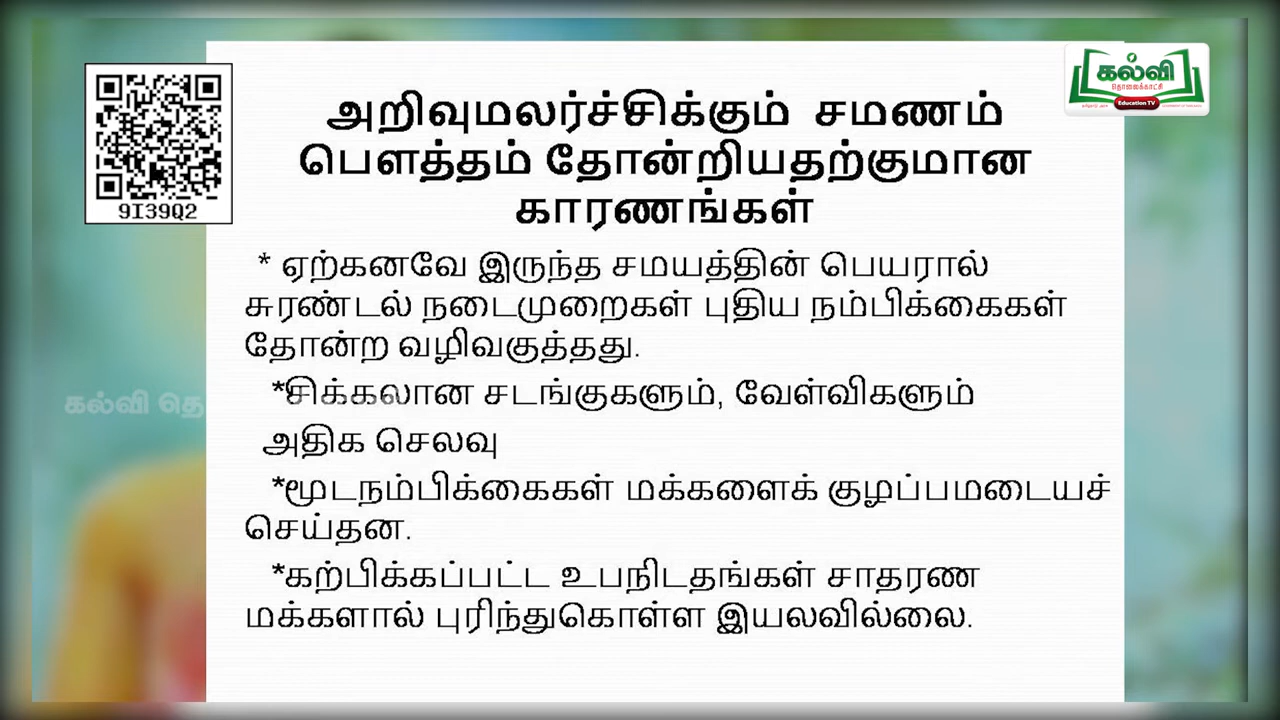 கல்வி
தொலைக்காட்சி
Education TV
9I39Q2
அறிவுமலர்ச்சிக்கும் சமணம்
பௌத்தம் தோன்றியதற்குமான
காரணங்கள்
* ஏற்கனவே இருந்த சமயத்தின் பெயரால்
சுரண்டல் நடைமுறைகள் புதிய நம்பிக்கைகள்
தோன்ற வழிவகுத்தது.
*சிக்கலான சடங்குகளும், வேள்விகளும்
கல்வி தெ
அதிக செலவு
*மூடநம்பிக்கைகள் மக்களைக் குழப்பமடையச்
செய்தன.
*கற்பிக்கப்பட்ட உபநிடதங்கள் சாதரண
மக்களால் புரிந்துகொள்ள இயலவில்லை.